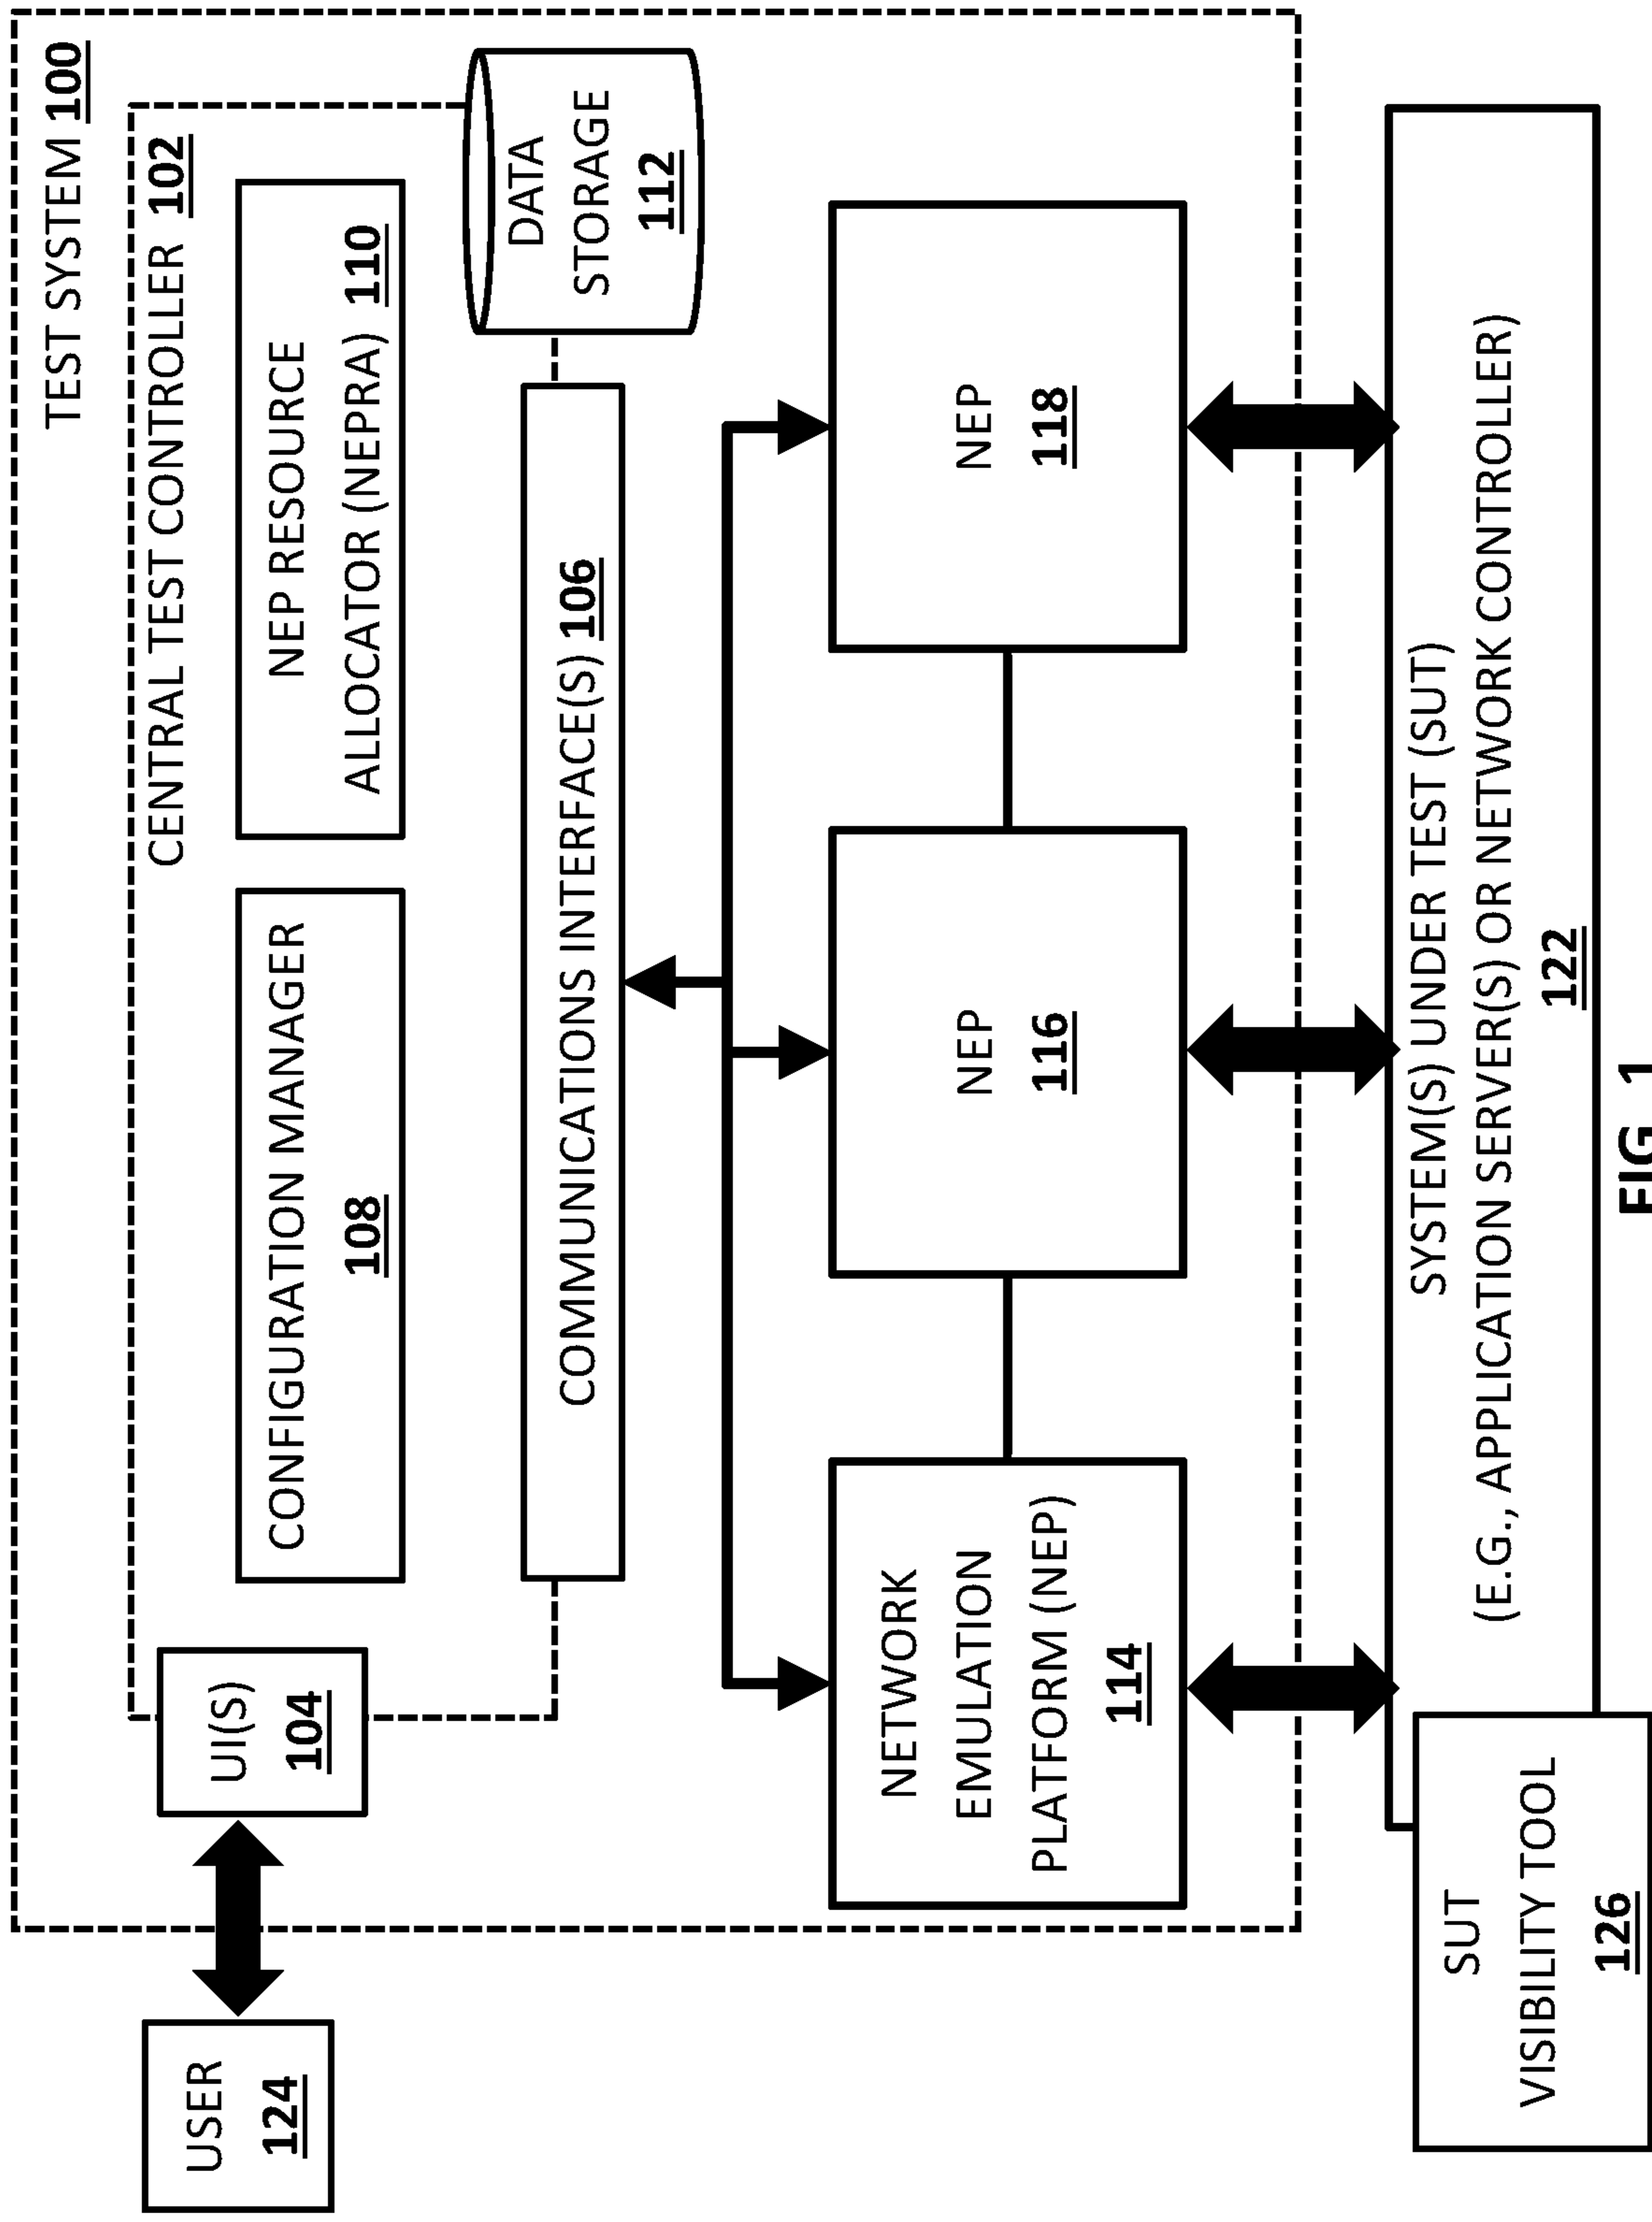 TEST SYSTEM 100
CENTRAL TEST CONTROLLER 102
USER
124
UI(S)
104
CONFIGURATION MANAGER
108
NEP RESOURCE
ALLOCATOR (NEPRA) 110
COMMUNICATIONS INTERFACE(S) 106
DATA
STORAGE
112
NETWORK
EMULATION
PLATFORM (NEP)
114
NEP
116
NEP
118
SYSTEM(S) UNDER TEST (SUT)
(E.G., APPLICATION SERVER(S) OR NETWORK CONTROLLER)
122
SUT
VISIBILITY TOOL
126
FIG. 1